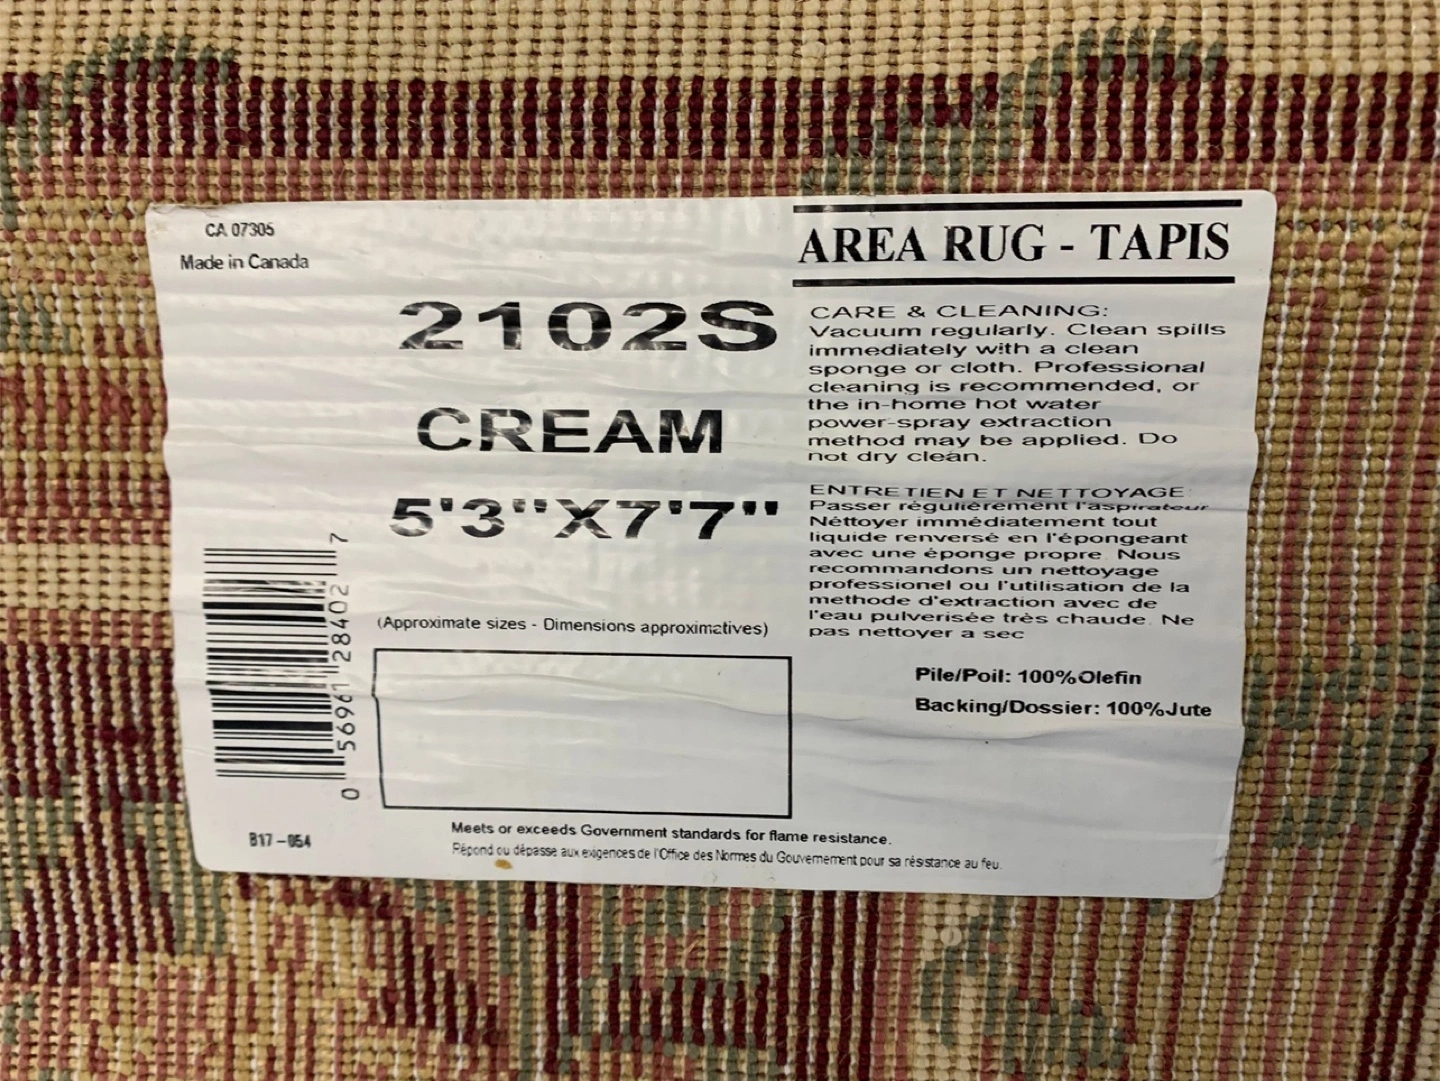 CA 07305
Made in Canada
2102S
CREAM
5'3"X7'7"
(Approximate sizes - Dimensions approximatives)
0 56961 28402 7
B17-054
AREA RUG - TAPIS
CARE & CLEANING:
Vacuum regularly. Clean spills
immediately with a clean
sponge or cloth. Professional
cleaning is recommended, or
the in-home hot water
power-spray extraction
method may be applied. Do
not dry clean.
ENTRETIEN ET NETTOYAGE:
Passer régulièrement l'aspirateur
Néttoyer immédiatement tout
liquide renversé en l'épongeant
avec une éponge propre. Nous
recommandons un nettoyage
professionel ou l'utilisation de la
methode d'extraction avec de
l'eau pulverisée très chaude. Ne
pas nettoyer a sec
Pile/Poil: 100%Olefin
Backing/Dossier: 100%Jute
Meets or exceeds Government standards for flame resistance.
Répond ou dépasse aux exigences de l'Office des Normes du Gouvernement pour sa résistance au feu.